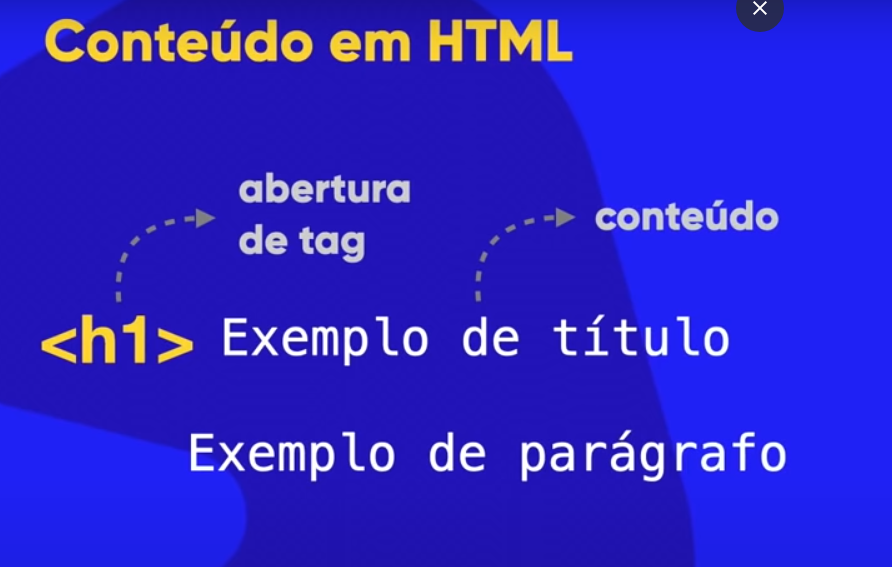 Conteúdo em HTML
abertura
de tag
conteúdo
<h1> Exemplo de título
Exemplo de parágrafo